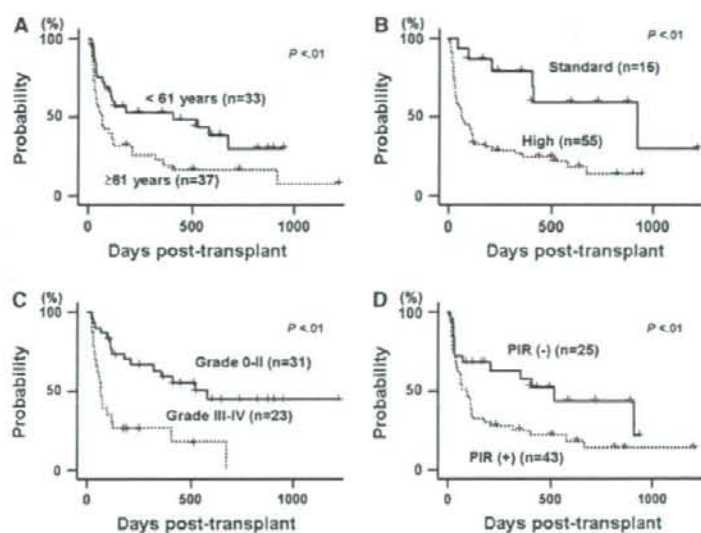 A
(%)
P <.01
100
< 61 years (n=33)
50
≥61 years (n=37)
0
0
500
1000
Probability
Days post-transplant
B
(%)
P <.01
100
Standard (n=16)
50
High (n=55)
0
0
500
1000
Probability
Days post-transplant
C
(%)
P <.01
100
Grade 0-II (n=31)
50
Grade III-IV (n=23)
0
0
500
1000
Probability
Days post-transplant
D
(%)
P <.01
100
PIR (-) (n=25)
50
PIR (+) (n=43)
0
0
500
1000
Probability
Days post-transplant